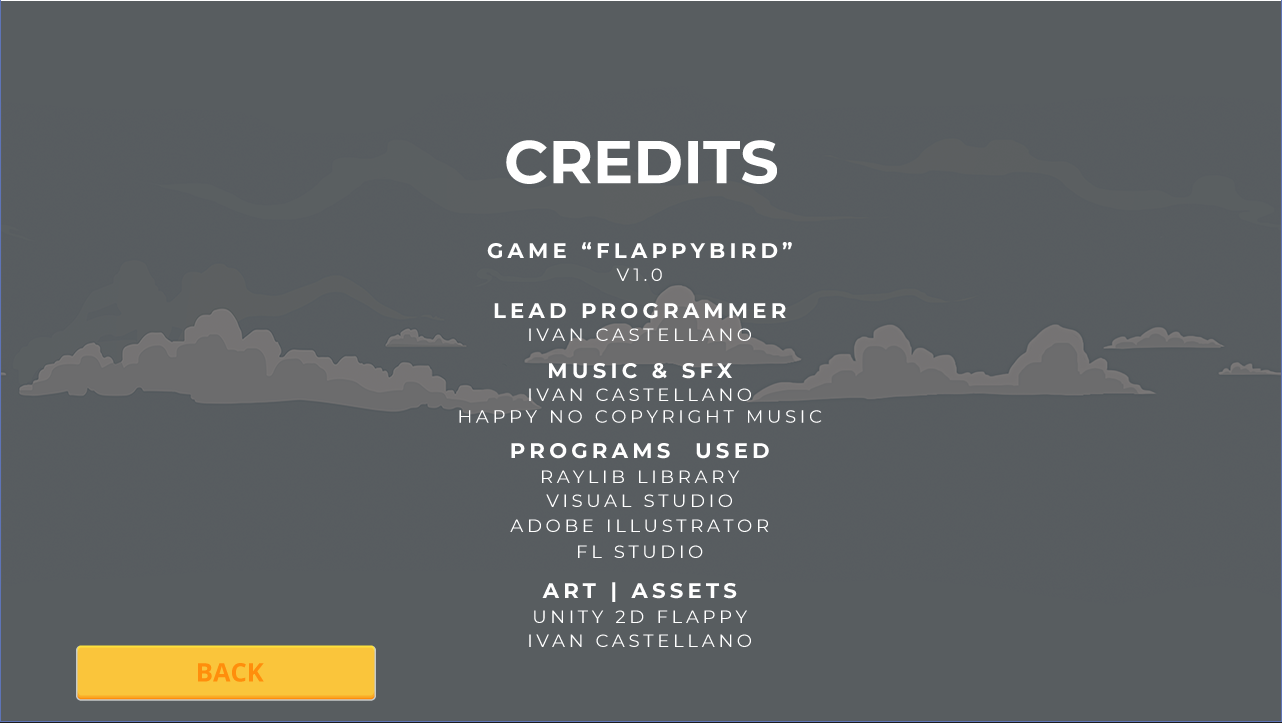 CREDITS
GAME “FLAPPYBIRD”
V1.0
LEAD PROGRAMMER
IVAN CASTELLANO
MUSIC & SFX
IVAN CASTELLANO
HAPPY NO COPYRIGHT MUSIC
PROGRAMS USED
RAYLIB LIBRARY
VISUAL STUDIO
ADOBE ILLUSTRATOR
FL STUDIO
ART | ASSETS
UNITY 2D FLAPPY
IVAN CASTELLANO
BACK